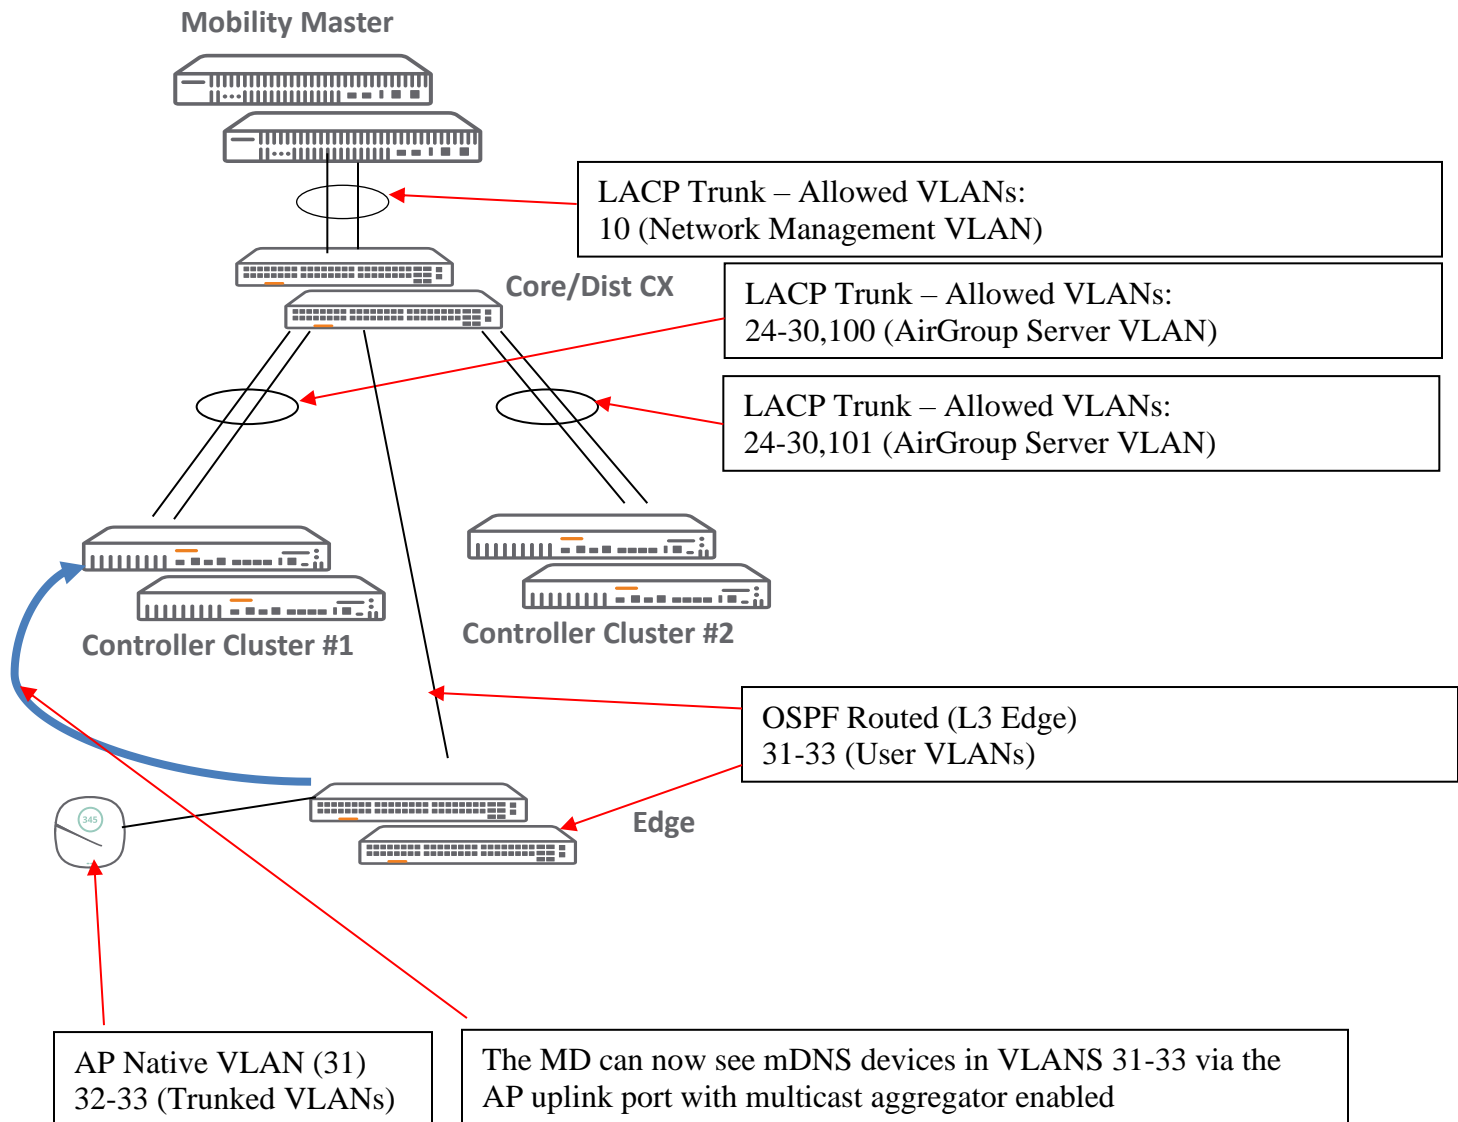 Mobility Master
LACP Trunk – Allowed VLANs:
10 (Network Management VLAN)
Core/Dist CX
LACP Trunk – Allowed VLANs:
24-30,100 (AirGroup Server VLAN)
LACP Trunk – Allowed VLANs:
24-30,101 (AirGroup Server VLAN)
Controller Cluster #1
Controller Cluster #2
OSPF Routed (L3 Edge)
31-33 (User VLANs)
345
Edge
AP Native VLAN (31)
32-33 (Trunked VLANs)
The MD can now see mDNS devices in VLANS 31-33 via the
AP uplink port with multicast aggregator enabled